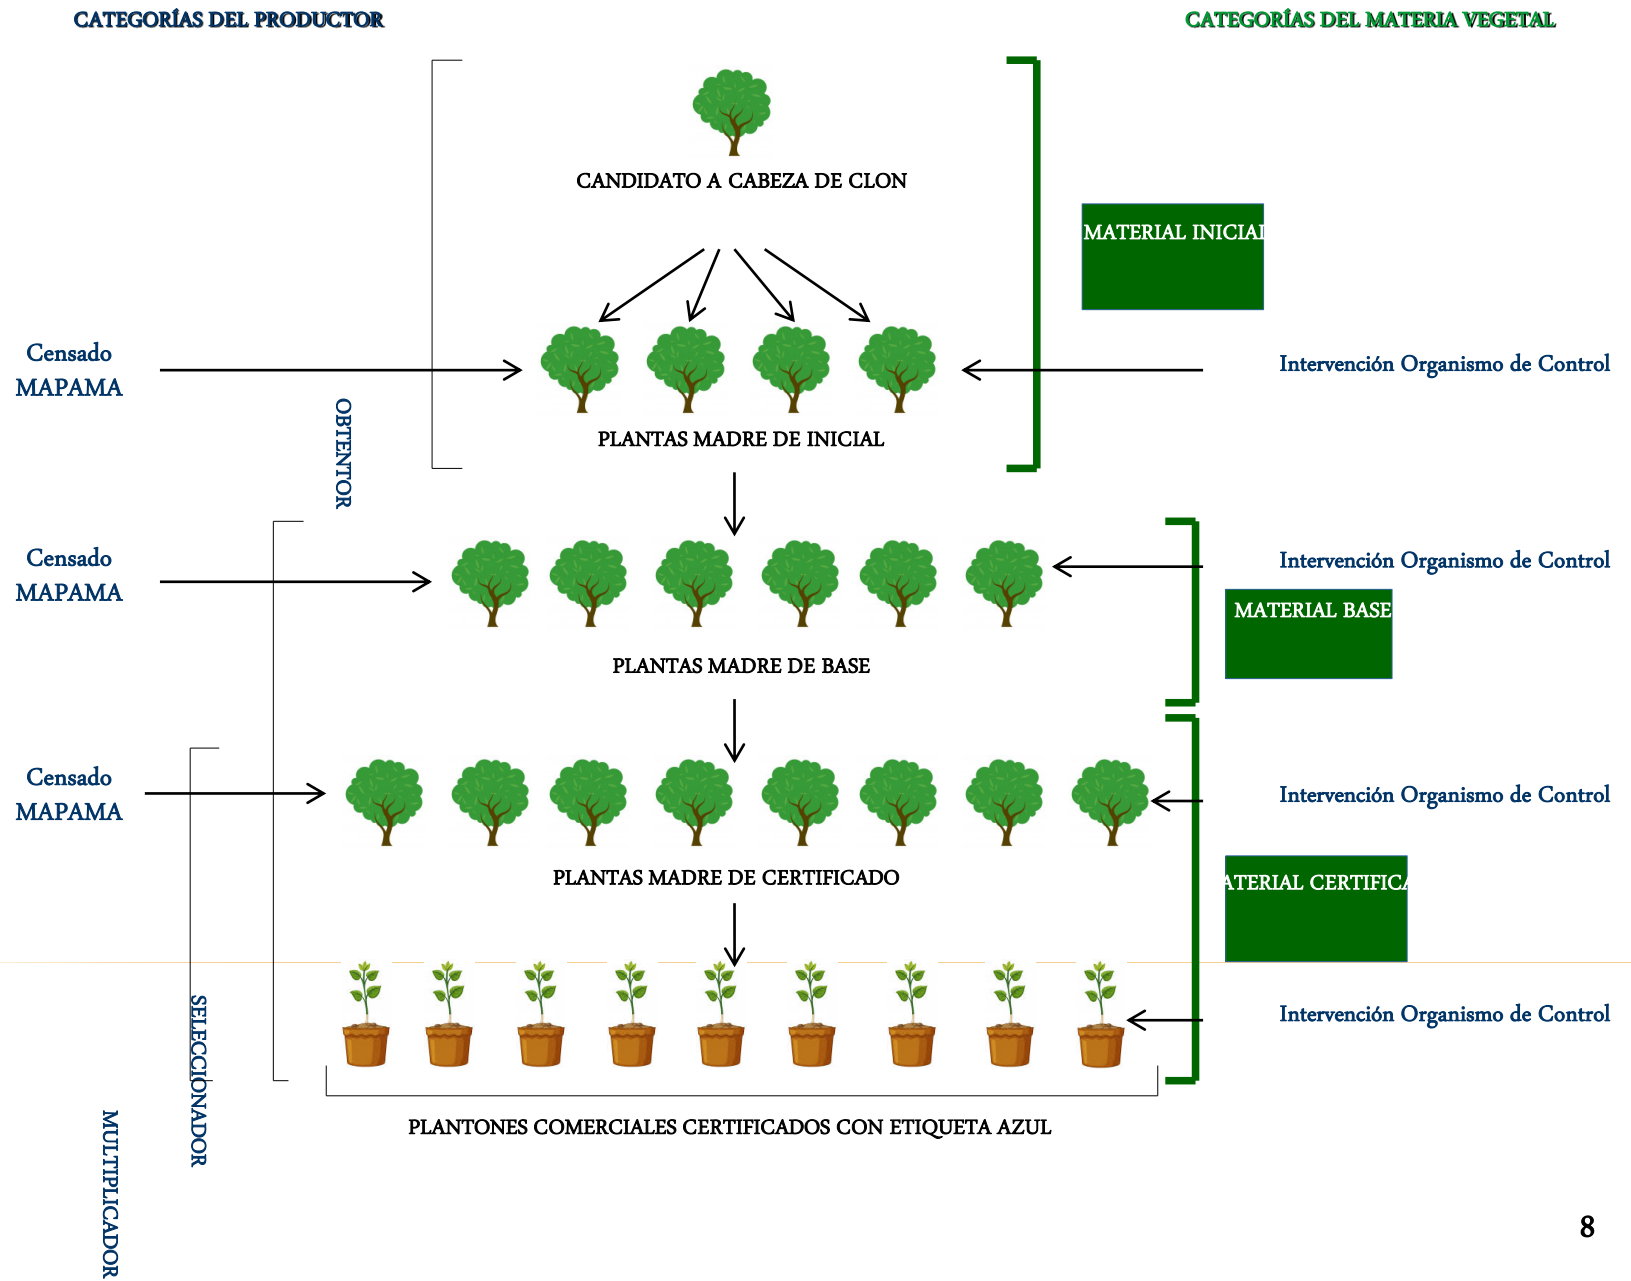 CATEGORÍAS DEL PRODUCTOR
CATEGORÍAS DEL MATERIA VEGETAL
CANDIDATO A CABEZA DE CLON
MATERIAL INICIAL
Censado
MAPAMA
Intervención Organismo de Control
OBTENTOR
PLANTAS MADRE DE INICIAL
Censado
MAPAMA
Intervención Organismo de Control
MATERIAL BASE
PLANTAS MADRE DE BASE
Censado
MAPAMA
Intervención Organismo de Control
PLANTAS MADRE DE CERTIFICADO
ATERIAL CERTIFICA
SELECCIONADOR
Intervención Organismo de Control
PLANTONES COMERCIALES CERTIFICADOS CON ETIQUETA AZUL
MULTIPLICADOR
8